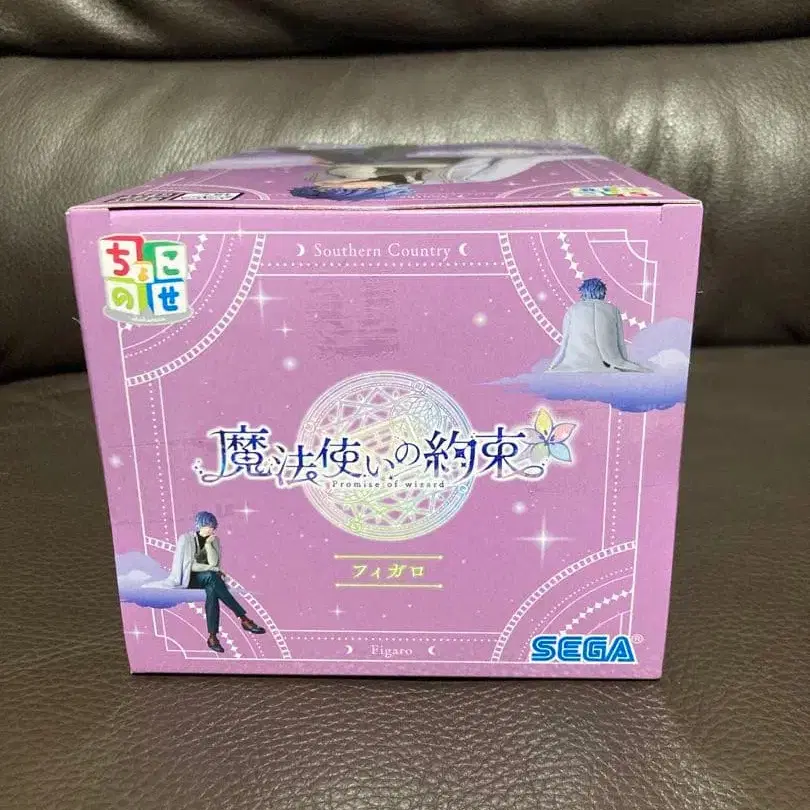 Southern Country
ちょこ
のせ
魔法使いの約束
Promise of wizard
フィガロ
Figaro
SEGA®